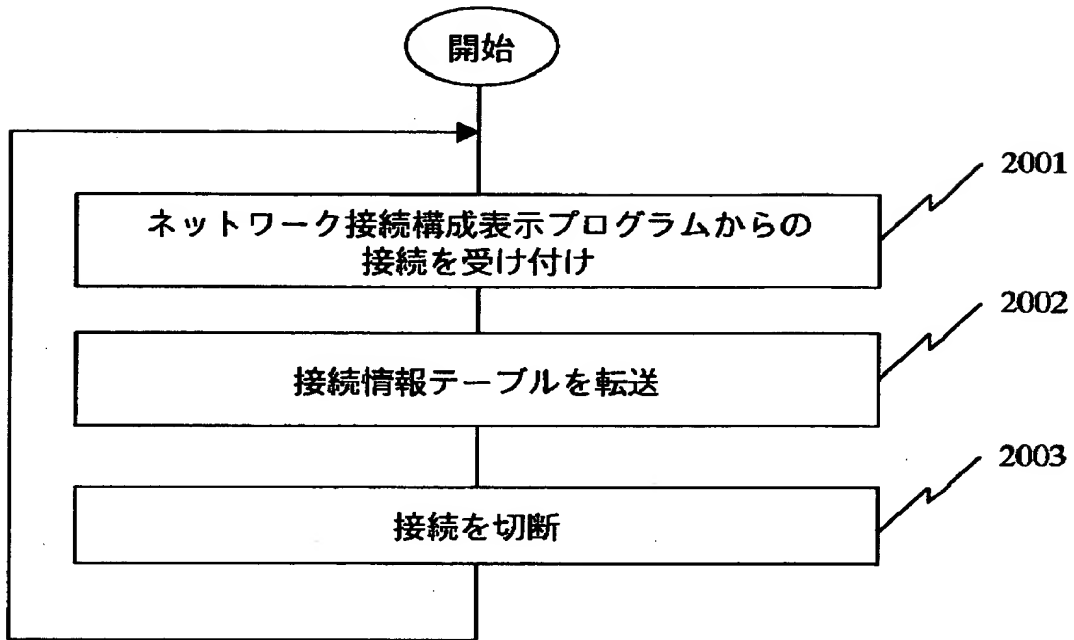 開始
2001
ネットワーク接続構成表示プログラムからの
接続を受け付け
2002
接続情報テーブルを転送
2003
接続を切断